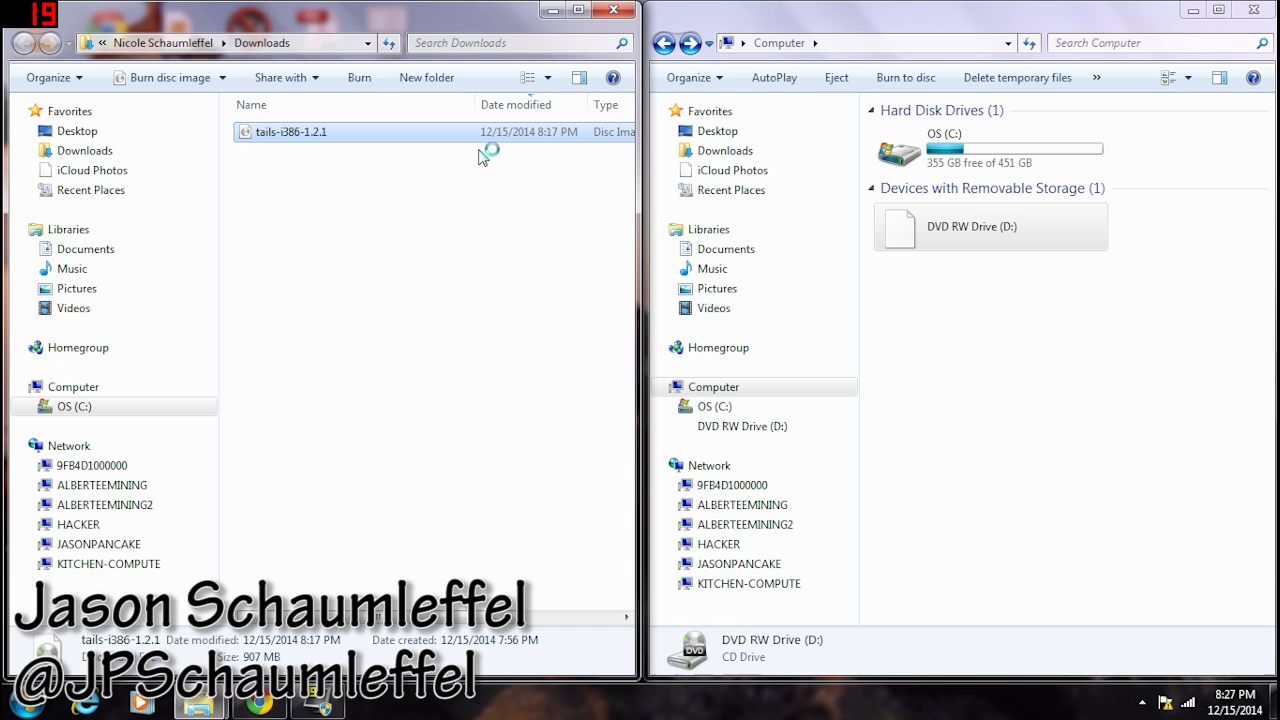 19
Nicole Schaumleffel
Downloads
Search Downloads
Organize
Burn disc image
Share with
Burn
New folder
Name
Date modified
Type
Favorites
Desktop
Downloads
iCloud Photos
Recent Places
Libraries
Documents
Music
Pictures
Videos
Homegroup
Computer
OS (C:)
Network
9FB4D1000000
ALBERTEEMINING
ALBERTEEMINING2
HACKER
JASONPANCAKE
KITCHEN-COMPUTE
tails-i386-1.2.1 12/15/2014 8:17 PM Disc Ima
tails-i386-1.2.1 Date modified: 12/15/2014 8:17 PM Date created: 12/15/2014 7:56 PM
Size: 907 MB
Jason Schaumleffel
@JPSchaumleffel
Computer
Search Computer
Organize
AutoPlay
Eject
Burn to disc
Delete temporary files
»
Favorites
Desktop
Downloads
iCloud Photos
Recent Places
Libraries
Documents
Music
Pictures
Videos
Homegroup
Computer
OS (C:)
DVD RW Drive (D:)
Network
9FB4D1000000
ALBERTEEMINING
ALBERTEEMINING2
HACKER
JASONPANCAKE
KITCHEN-COMPUTE
Hard Disk Drives (1)
OS (C:)
355 GB free of 451 GB
Devices with Removable Storage (1)
DVD RW Drive (D:)
DVD
DVD RW Drive (D:)
CD Drive
8:27 PM
12/15/2014